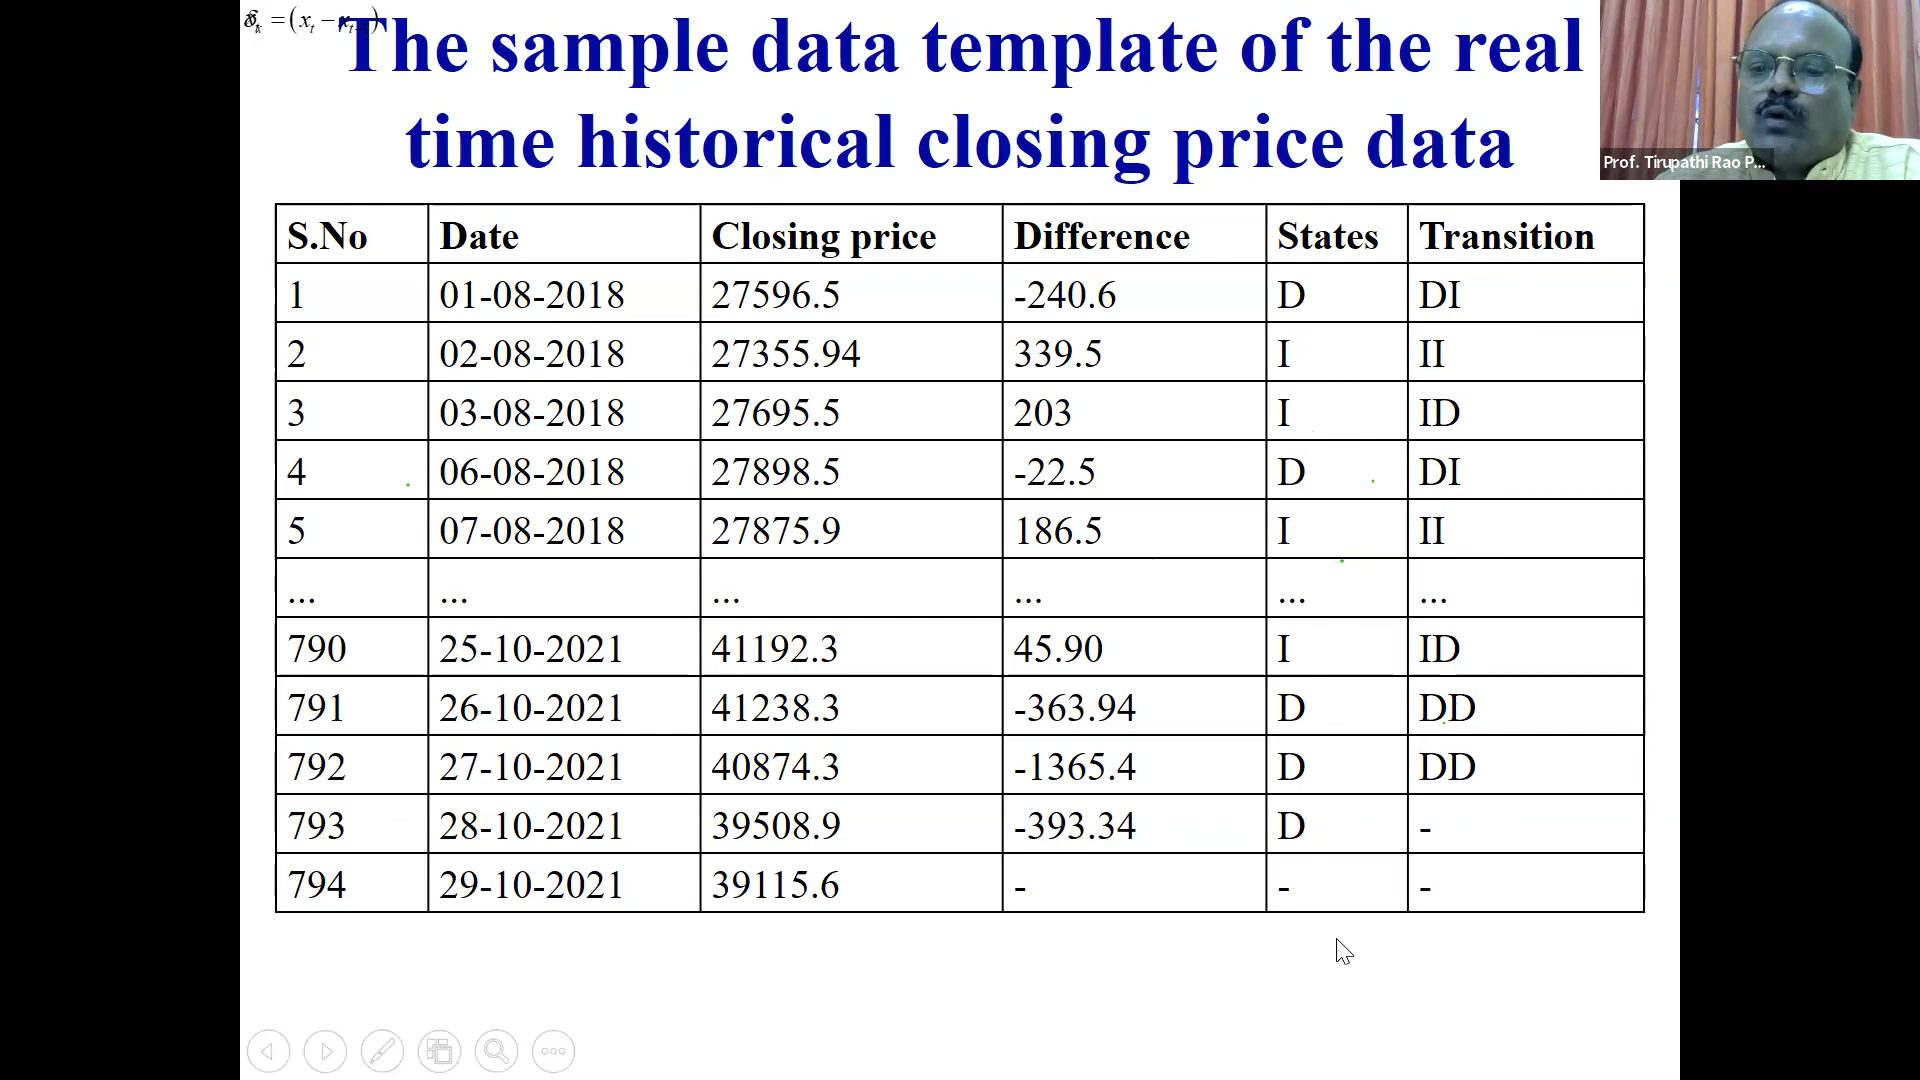 The sample data template of the real
time historical closing price data
Prof. Tirupathi Rao P...
S.No Date Closing price Difference States Transition
1 01-08-2018 27596.5 -240.6 D DI
2 02-08-2018 27355.94 339.5 I II
3 03-08-2018 27695.5 203 I ID
4 06-08-2018 27898.5 -22.5 D DI
5 07-08-2018 27875.9 186.5 I II
... ... ... ... ... ...
790 25-10-2021 41192.3 45.90 I ID
791 26-10-2021 41238.3 -363.94 D DD
792 27-10-2021 40874.3 -1365.4 D DD
793 28-10-2021 39508.9 -393.34 D -
794 29-10-2021 39115.6 - - -